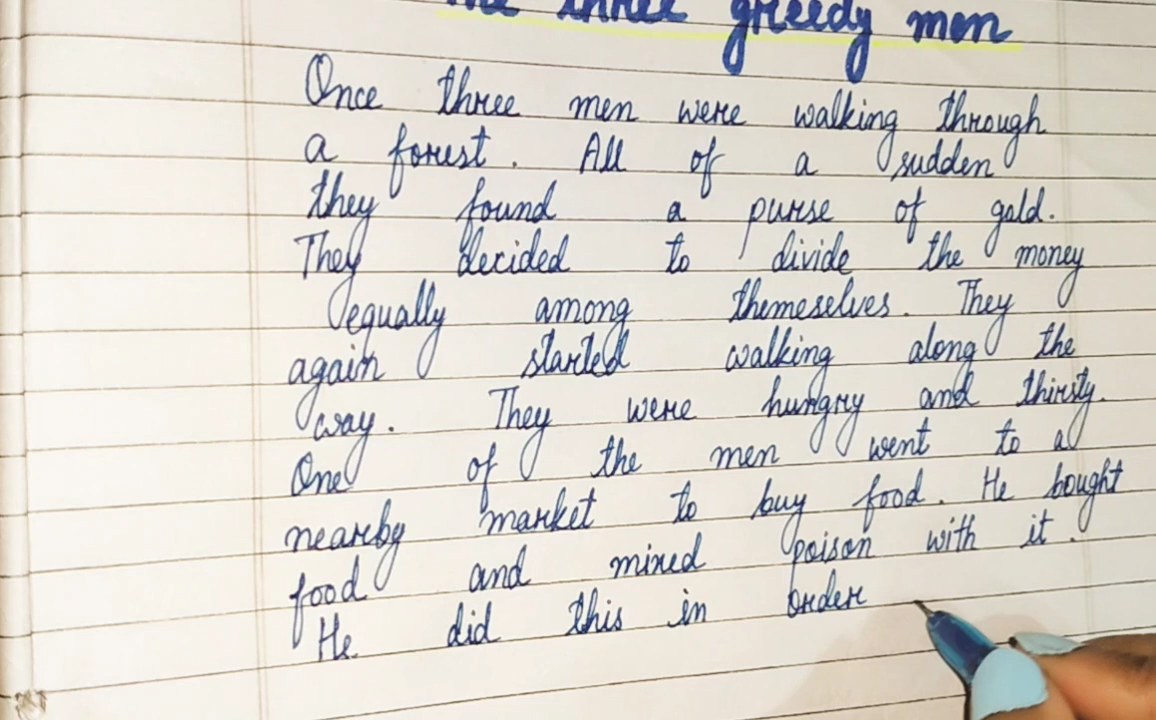 The three greedy men
Once three men were walking through
a forest. All of a sudden
they found a purse of gold.
They decided to divide the money
equally among themeselves. They
again started walking along the
way. They were hungry and thirsty.
One of the men went to a
nearby market to buy food. He bought
food and mixed poison with it.
He did this in order